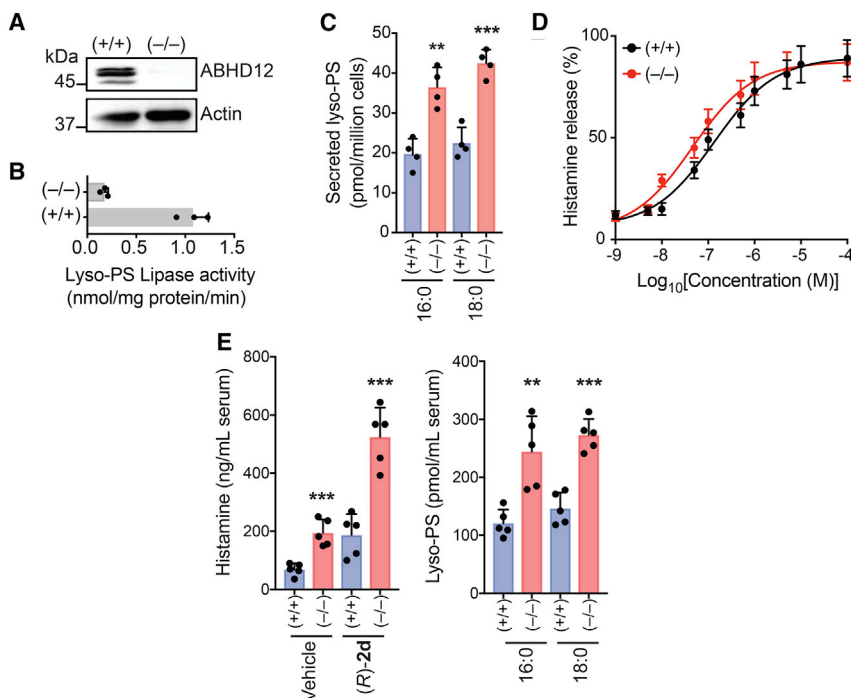 A
kDa
(+/+) (–/–)
45
ABHD12
37
Actin
B
(–/–)
(+/+)
0.0 0.5 1.0 1.5
Lyso-PS Lipase activity
(nmol/mg protein/min)
C
Secreted lyso-PS
(pmol/million cells)
50
40
30
20
10
0
** ***
(+/+) (–/–) (+/+) (–/–)
16:0 18:0
D
Histamine release (%)
100
50
0
(+/+)
(–/–)
-9 -8 -7 -6 -5 -4
Log10[Concentration (M)]
E
Histamine (ng/mL serum)
800
600
400
200
0
*** ***
(+/+) (–/–) (+/+) (–/–)
Vehicle (R)-2d
Lyso-PS (pmol/mL serum)
400
300
200
100
0
** ***
(+/+) (–/–) (+/+) (–/–)
16:0 18:0